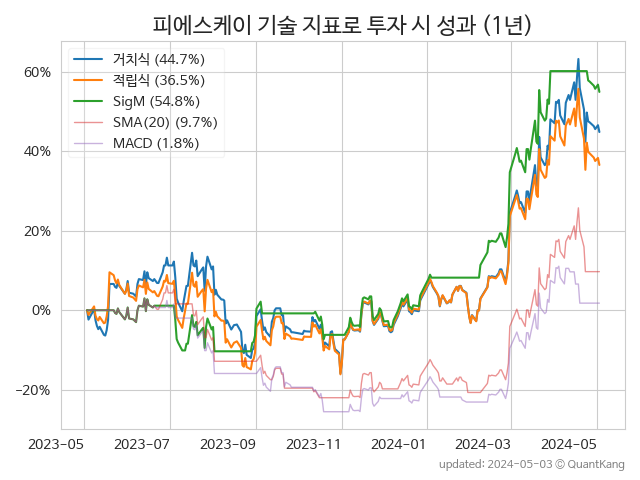 피에스케이 기술 지표로 투자 시 성과 (1년)
거치식 (44.7%)
적립식 (36.5%)
SigM (54.8%)
SMA(20) (9.7%)
MACD (1.8%)
60%
40%
20%
0%
−20%
2023-05 2023-07 2023-09 2023-11 2024-01 2024-03 2024-05
updated: 2024-05-03 © QuantKang